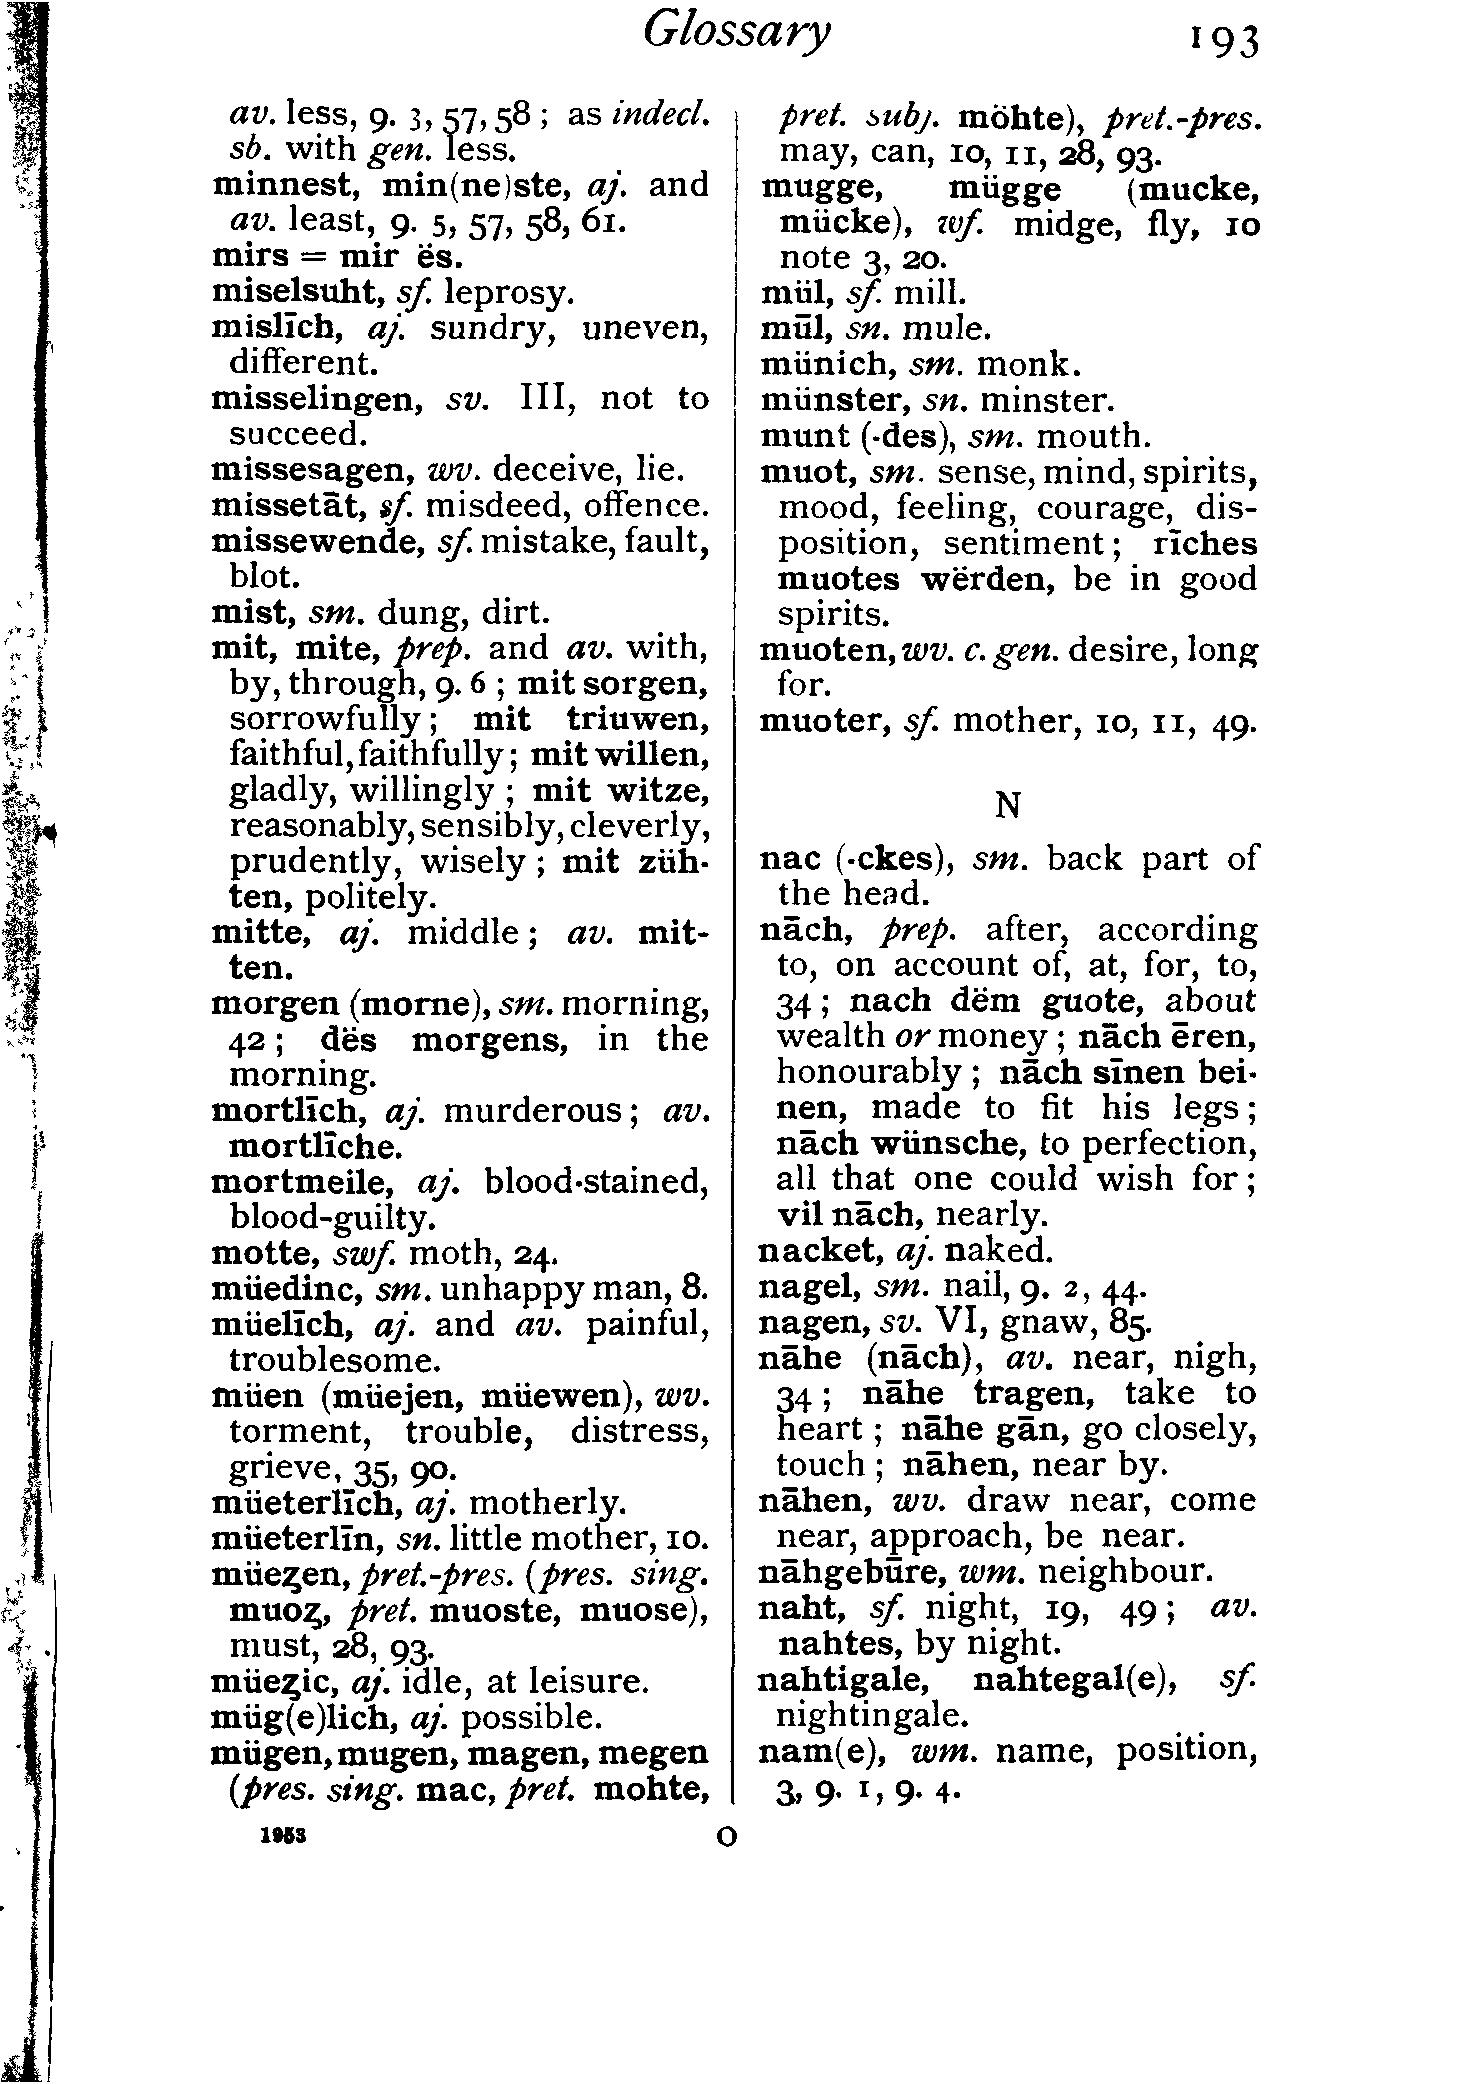 Glossary
193
av. less, 9. 3, 57, 58 ; as indecl.
sb. with gen. less.
minnest, min(ne)ste, aj. and
av. least, 9. 5, 57, 58, 61.
mirs = mir ës.
miselsuht, sf. leprosy.
mislīch, aj. sundry, uneven,
different.
misselingen, sv. III, not to
succeed.
missesagen, wv. deceive, lie.
missetāt, sf. misdeed, offence.
missewende, sf. mistake, fault,
blot.
mist, sm. dung, dirt.
mit, mite, prep. and av. with,
by, through, 9. 6 ; mit sorgen,
sorrowfully ; mit triuwen,
faithful, faithfully ; mit willen,
gladly, willingly ; mit witze,
reasonably, sensibly, cleverly,
prudently, wisely ; mit züh-
ten, politely.
mitte, aj. middle ; av. mit-
ten.
morgen (morne), sm. morning,
42 ; dës morgens, in the
morning.
mortlīch, aj. murderous ; av.
mortlīche.
mortmeile, aj. blood-stained,
blood-guilty.
motte, swf. moth, 24.
müedinc, sm. unhappy man, 8.
müelīch, aj. and av. painful,
troublesome.
müen (müejen, müewen), wv.
torment, trouble, distress,
grieve, 35, 90.
müeterlīch, aj. motherly.
müeterlīn, sn. little mother, 10.
müeȥen, pret.-pres. (pres. sing.
muoȥ, pret. muoste, muose),
must, 28, 93.
müeȥic, aj. idle, at leisure.
müg(e)lich, aj. possible.
mügen, mugen, magen, megen
(pres. sing. mac, pret. mohte,
pret. subj. möhte), pret.-pres.
may, can, 10, 11, 28, 93.
mugge, mügge (mucke,
mücke), wf. midge, fly, 10
note 3, 20.
mül, sf. mill.
mūl, sn. mule.
münich, sm. monk.
münster, sn. minster.
munt (-des), sm. mouth.
muot, sm. sense, mind, spirits,
mood, feeling, courage, dis-
position, sentiment ; rīches
muotes wërden, be in good
spirits.
muoten, wv. c. gen. desire, long
for.
muoter, sf. mother, 10, 11, 49.
N
nac (-ckes), sm. back part of
the head.
nāch, prep. after, according
to, on account of, at, for, to,
34 ; nach dëm guote, about
wealth or money ; nāch ēren,
honourably ; nāch sīnen bei-
nen, made to fit his legs ;
nāch wünsche, to perfection,
all that one could wish for ;
vil nāch, nearly.
nacket, aj. naked.
nagel, sm. nail, 9. 2, 44.
nagen, sv. VI, gnaw, 85.
nāhe (nāch), av. near, nigh,
34 ; nāhe tragen, take to
heart ; nāhe gān, go closely,
touch ; nāhen, near by.
nāhen, wv. draw near, come
near, approach, be near.
nāhgebūre, wm. neighbour.
naht, sf. night, 19, 49 ; av.
nahtes, by night.
nahtigale, nahtegal(e), sf.
nightingale.
nam(e), wm. name, position,
3, 9. 1, 9. 4.
1953
O